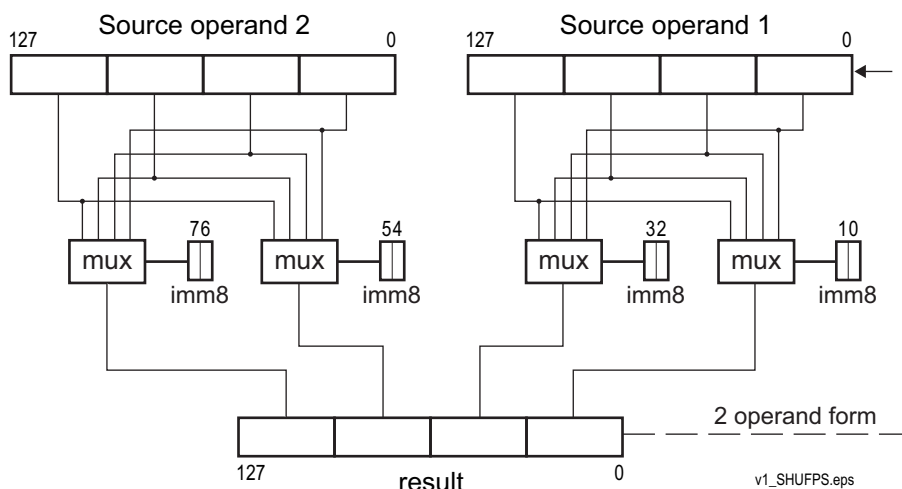 Source operand 2
Source operand 1
127
0
127
0
76
54
32
10
mux
mux
mux
mux
imm8
imm8
imm8
imm8
2 operand form
127
result
0
v1_SHUFPS.eps